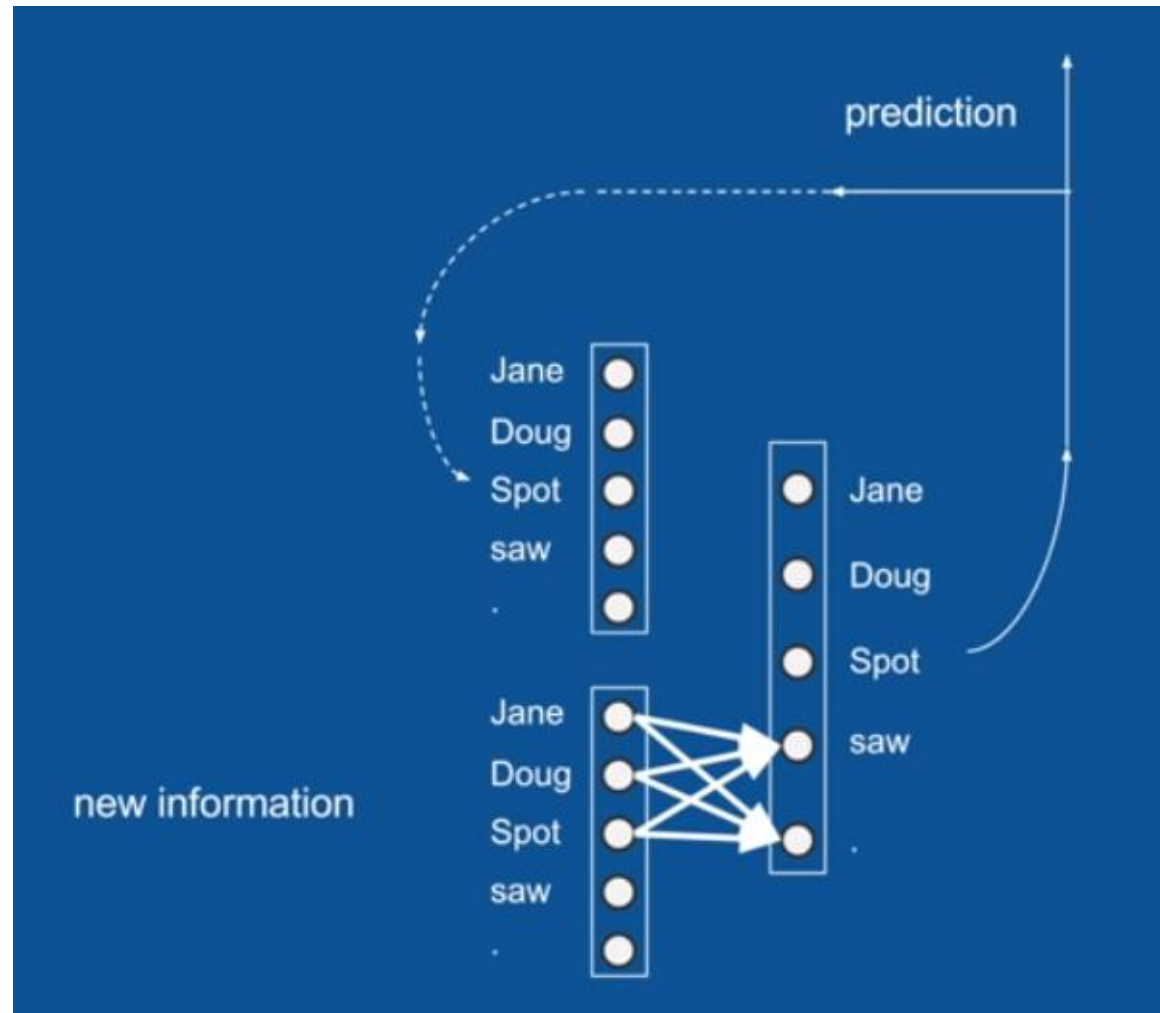 prediction
Jane
Doug
Spot
saw
.
Jane
Doug
Spot
saw
.
new information
Jane
Doug
Spot
saw
.